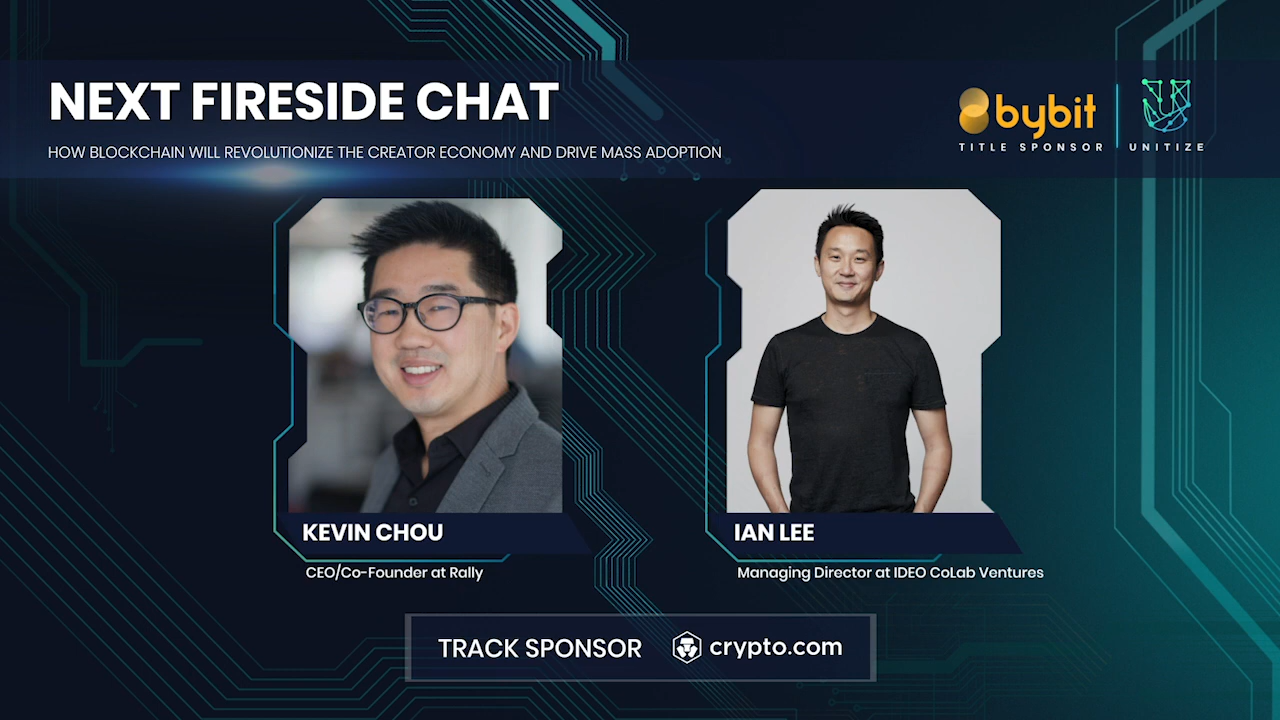 NEXT FIRESIDE CHAT
HOW BLOCKCHAIN WILL REVOLUTIONIZE THE CREATOR ECONOMY AND DRIVE MASS ADOPTION
bybit
TITLE SPONSOR
UNITIZE
KEVIN CHOU
CEO/Co-Founder at Rally
IAN LEE
Managing Director at IDEO CoLab Ventures
TRACK SPONSOR crypto.com